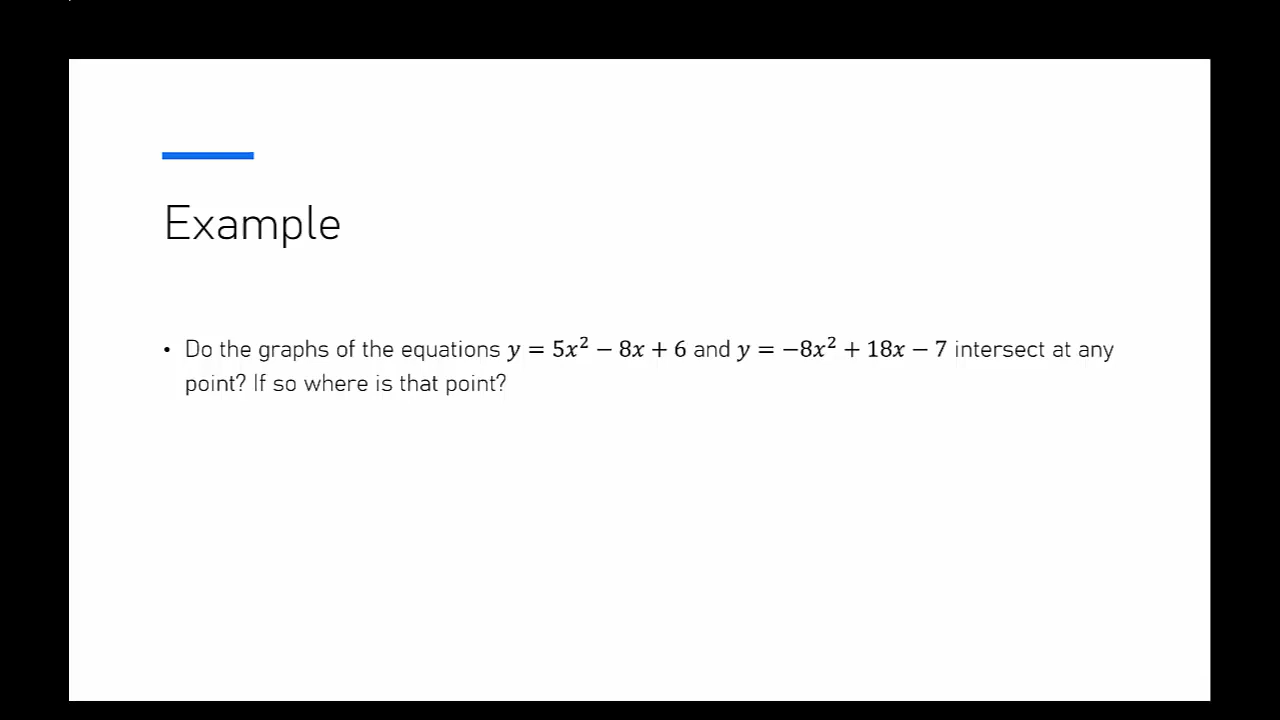 Example
• Do the graphs of the equations y = 5x² − 8x + 6 and y = −8x² + 18x − 7 intersect at any
point? If so where is that point?